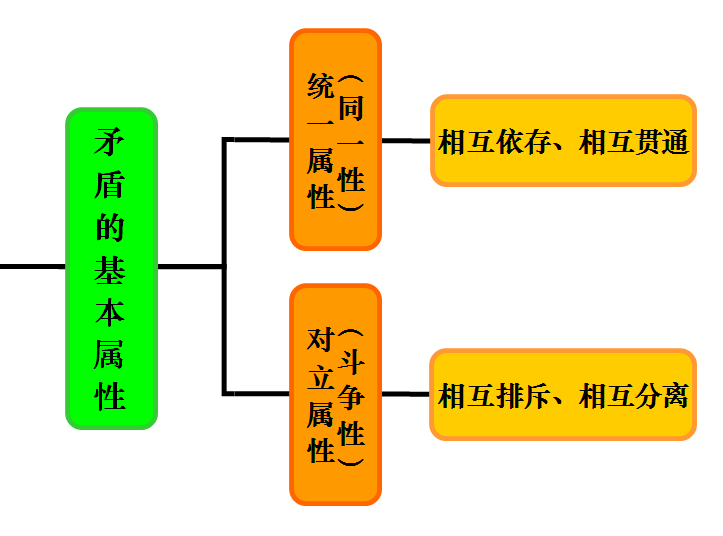 矛盾的基本属性
统一属性
（同一性）
相互依存、相互贯通
对立属性
（斗争性）
相互排斥、相互分离